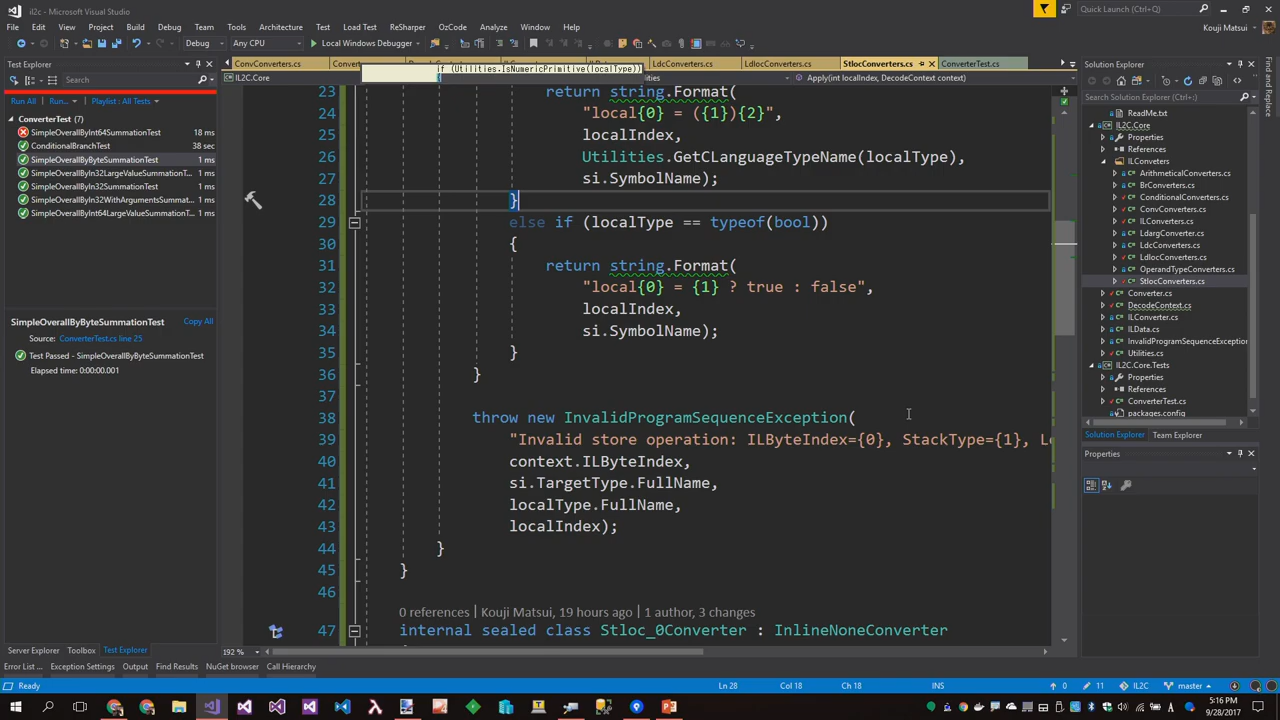 il2c - Microsoft Visual Studio
Quick Launch (Ctrl+Q)
File Edit View Project Build Debug Team Tools Architecture Test ReSharper OzCode Analyze Window Help
Kouji Matsui
Debug Any CPU Local Windows Debugger
Test Explorer
Search
Run All Run... Playlist : All Tests
ConverterTest (7)
SimpleOverallByInt64SummationTest 18 ms
ConditionalBranchTest 38 sec
SimpleOverallByByteSummationTest 1 ms
SimpleOverallByInt32LargeValueSummationT... 1 ms
SimpleOverallByInt32SummationTest 1 ms
SimpleOverallByInt32WithArgumentsSummat... 1 ms
SimpleOverallByInt64LargeValueSummationT... 1 ms
SimpleOverallByByteSummationTest Copy All
Source: ConverterTest.cs line 25
Test Passed - SimpleOverallByByteSummationTest
Elapsed time: 0:00:00.001
Server Explorer Toolbox Test Explorer
ConvConverters.cs
LdcConverters.cs LdlocConverters.cs StlocConverters.cs ConverterTest.cs
if (Utilities.IsNumericPrimitive(localType))
{
IL2C.Core
Apply(int localIndex, DecodeContext context)
23 return string.Format(
24 "local{0} = ({1}){2}",
25 localIndex,
26 Utilities.GetCLanguageTypeName(localType),
27 si.SymbolName);
28 }
29 else if (localType == typeof(bool))
30 {
31 return string.Format(
32 "local{0} = {1} ? true : false",
33 localIndex,
34 si.SymbolName);
35 }
36 }
37
38 throw new InvalidProgramSequenceException(
39 "Invalid store operation: ILByteIndex={0}, StackType={1}, Lo
40 context.ILByteIndex,
41 si.TargetType.FullName,
42 localType.FullName,
43 localIndex);
44 }
45 }
46
0 references | Kouji Matsui, 19 hours ago | 1 author, 3 changes
47 internal sealed class Stloc_0Converter : InlineNoneConverter
192 %
Solution Explorer
Search Solution Explorer (Ctrl+;)
ReadMe.txt
IL2C.Core
Properties
References
ILConveters
ArithmeticalConverters.cs
BrConverters.cs
ConditionalConverters.cs
ConvConverters.cs
ILConverters.cs
LdargConverter.cs
LdcConverters.cs
LdlocConverters.cs
OperandTypeConverters.cs
StlocConverters.cs
Converter.cs
DecodeContext.cs
ILConverter.cs
ILData.cs
InvalidProgramSequenceException
Utilities.cs
IL2C.Core.Tests
Properties
References
ConverterTest.cs
packages.config
Solution Explorer Team Explorer
Properties
Find and Replace
Error List ... Exception Settings Output Find Results NuGet browser Call Hierarchy
Ready Ln 28 Col 18 Ch 18 INS 0 11 IL2C master
5:16 PM
9/28/2017